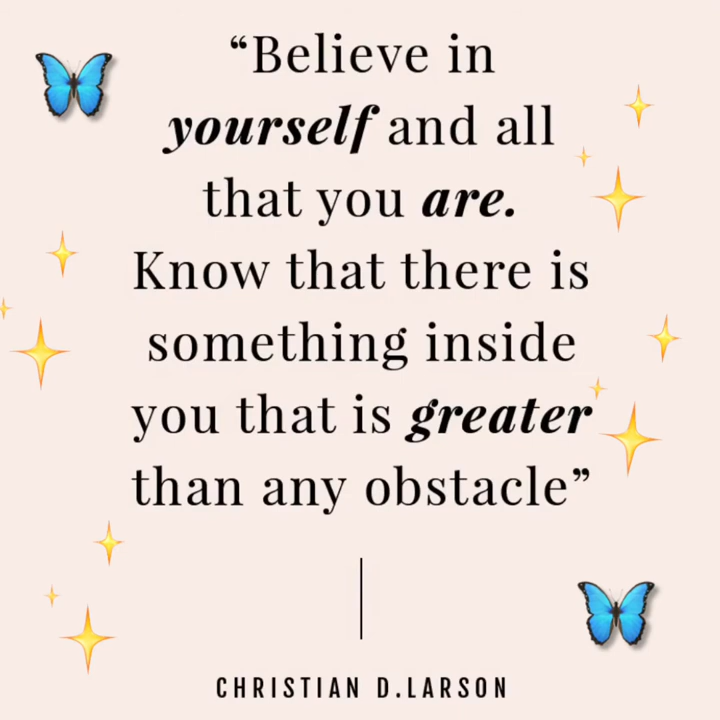 “Believe in
yourself and all
that you are.
Know that there is
something inside
you that is greater
than any obstacle”
CHRISTIAN D.LARSON